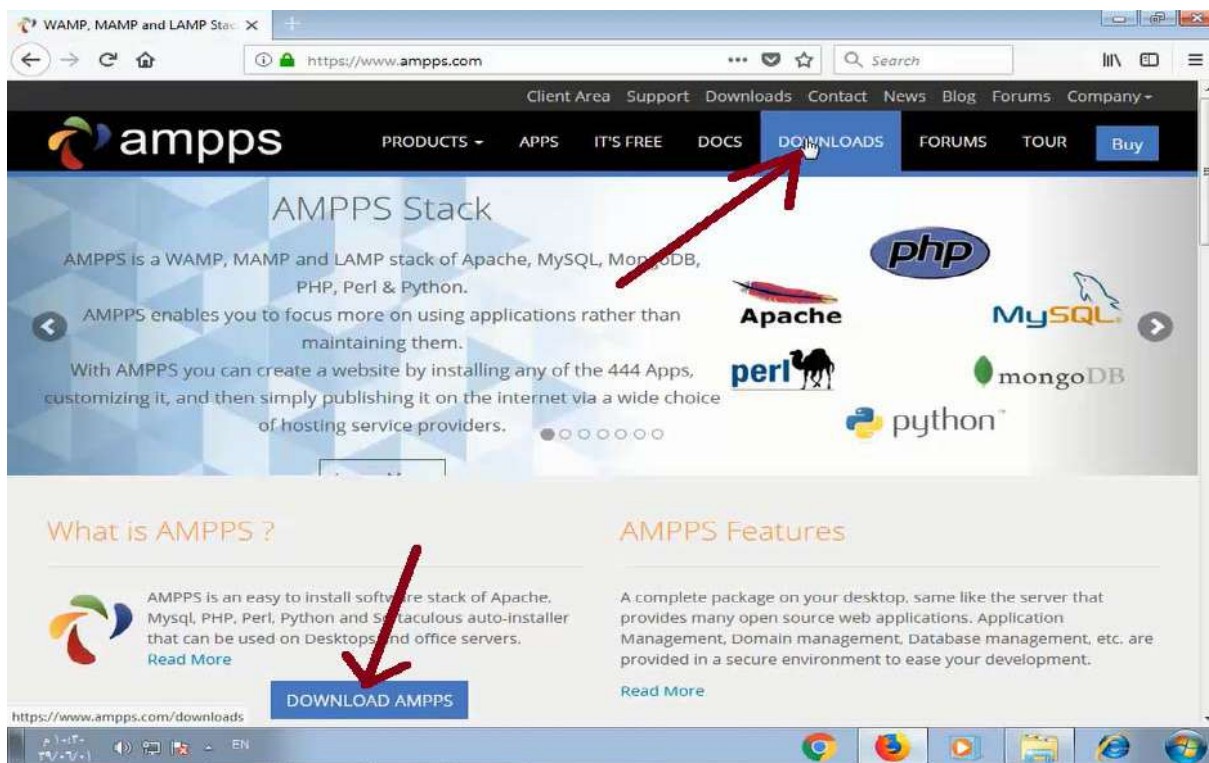 WAMP, MAMP and LAMP Stac
https://www.ampps.com
Search
Client Area Support Downloads Contact News Blog Forums Company
ampps
PRODUCTS APPS IT'S FREE DOCS DOWNLOADS FORUMS TOUR Buy
AMPPS Stack
AMPPS is a WAMP, MAMP and LAMP stack of Apache, MySQL, MongoDB,
PHP, Perl & Python.
AMPPS enables you to focus more on using applications rather than
maintaining them.
With AMPPS you can create a website by installing any of the 444 Apps,
customizing it, and then simply publishing it on the internet via a wide choice
of hosting service providers.
php
Apache
MySQL
perl
mongoDB
python
What is AMPPS ?
AMPPS is an easy to install software stack of Apache,
Mysql, PHP, Perl, Python and Softaculous auto-installer
that can be used on Desktops and office servers.
Read More
DOWNLOAD AMPPS
AMPPS Features
A complete package on your desktop, same like the server that
provides many open source web applications. Application
Management, Domain management, Database management, etc. are
provided in a secure environment to ease your development.
Read More
https://www.ampps.com/downloads
EN